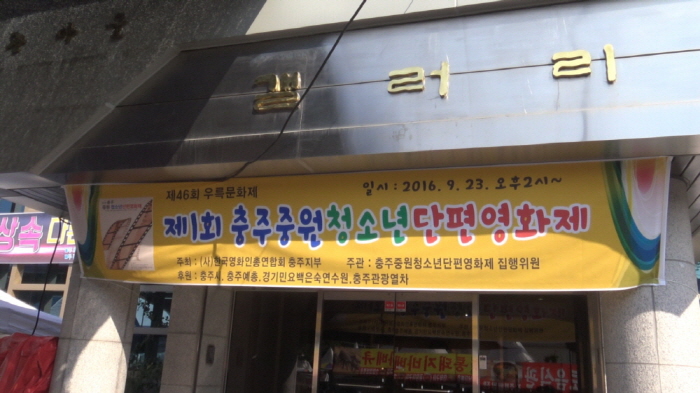 갤러리
제46회 우륵문화제
일시 : 2016. 9. 23. 오후2시~
제1회 충주중원청소년단편영화제
주최 : (사)한국영화인총연합회 충주지부 주관 : 충주중원청소년단편영화제 집행위원
후원 : 충주시, 충주예총, 경기민요백은숙연수원, 충주관광열차
상속